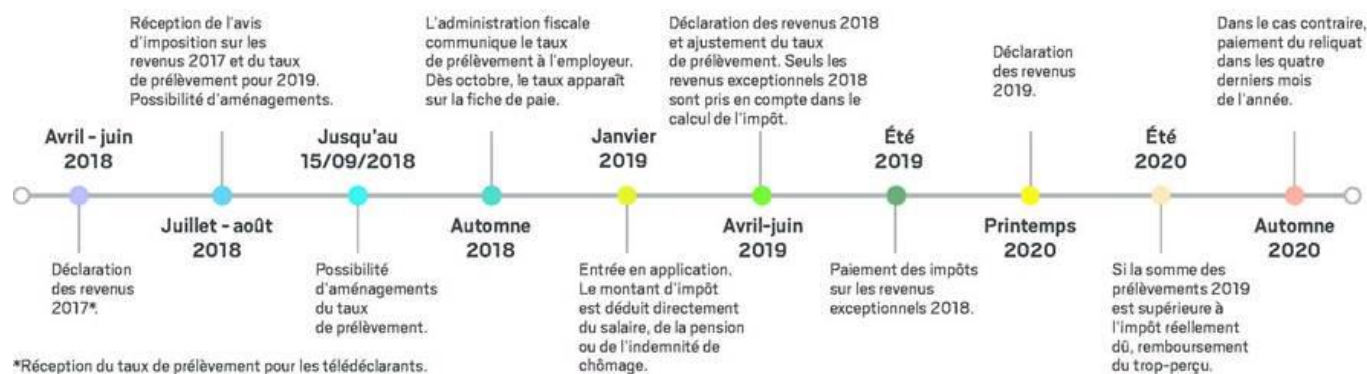 Avril - juin
2018
Déclaration
des revenus
2017*.
Réception de l'avis
d'imposition sur les
revenus 2017 et du taux
de prélèvement pour 2019.
Possibilité d'aménagements.
Juillet - août
2018
Jusqu'au
15/09/2018
Possibilité
d'aménagements
du taux
de prélèvement.
L'administration fiscale
communique le taux
de prélèvement à l'employeur.
Dès octobre, le taux apparaît
sur la fiche de paie.
Automne
2018
Janvier
2019
Entrée en application.
Le montant d'impôt
est déduit directement
du salaire, de la pension
ou de l'indemnité de
chômage.
Déclaration des revenus 2018
et ajustement du taux
de prélèvement. Seuls les
revenus exceptionnels 2018
sont pris en compte dans le
calcul de l'impôt.
Avril-juin
2019
Été
2019
Paiement des impôts
sur les revenus
exceptionnels 2018.
Déclaration
des revenus
2019.
Printemps
2020
Été
2020
Si la somme des
prélèvements 2019
est supérieure à
l'impôt réellement
dû, remboursement
du trop-perçu.
Dans le cas contraire,
paiement du reliquat
dans les quatre
derniers mois
de l'année.
Automne
2020
*Réception du taux de prélèvement pour les télédéclarants.